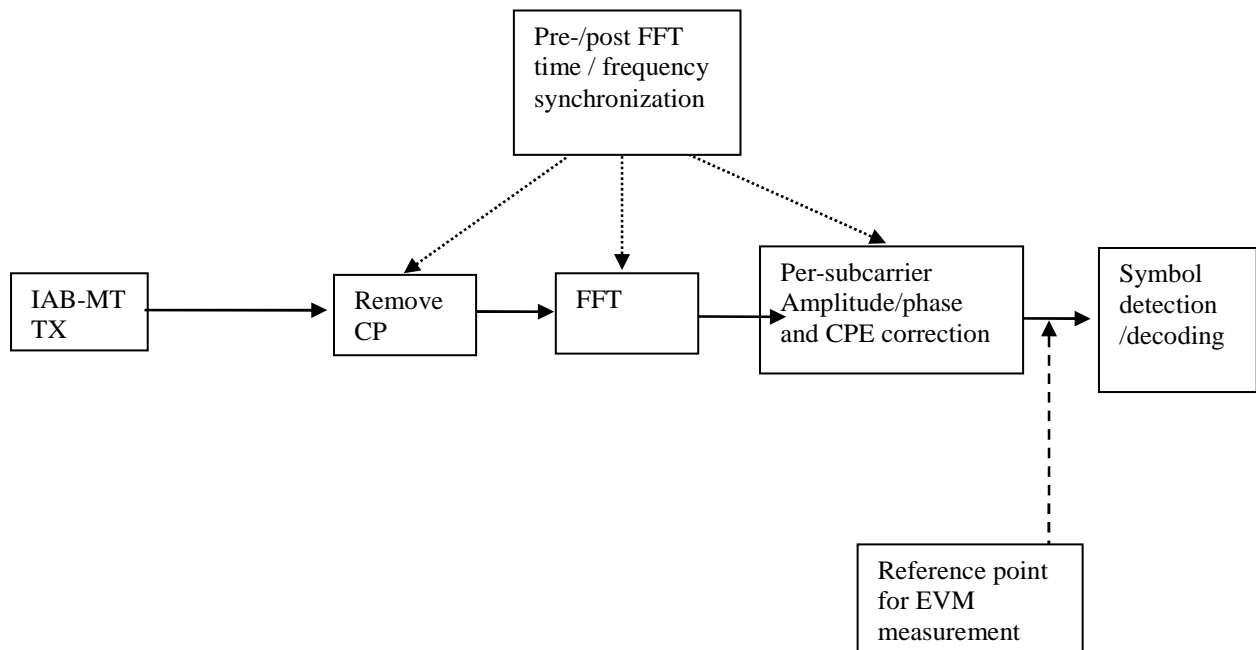 Pre-/post FFT
time / frequency
synchronization
IAB-MT
TX
Remove
CP
FFT
Per-subcarrier
Amplitude/phase
and CPE correction
Symbol
detection
/decoding
Reference point
for EVM
measurement